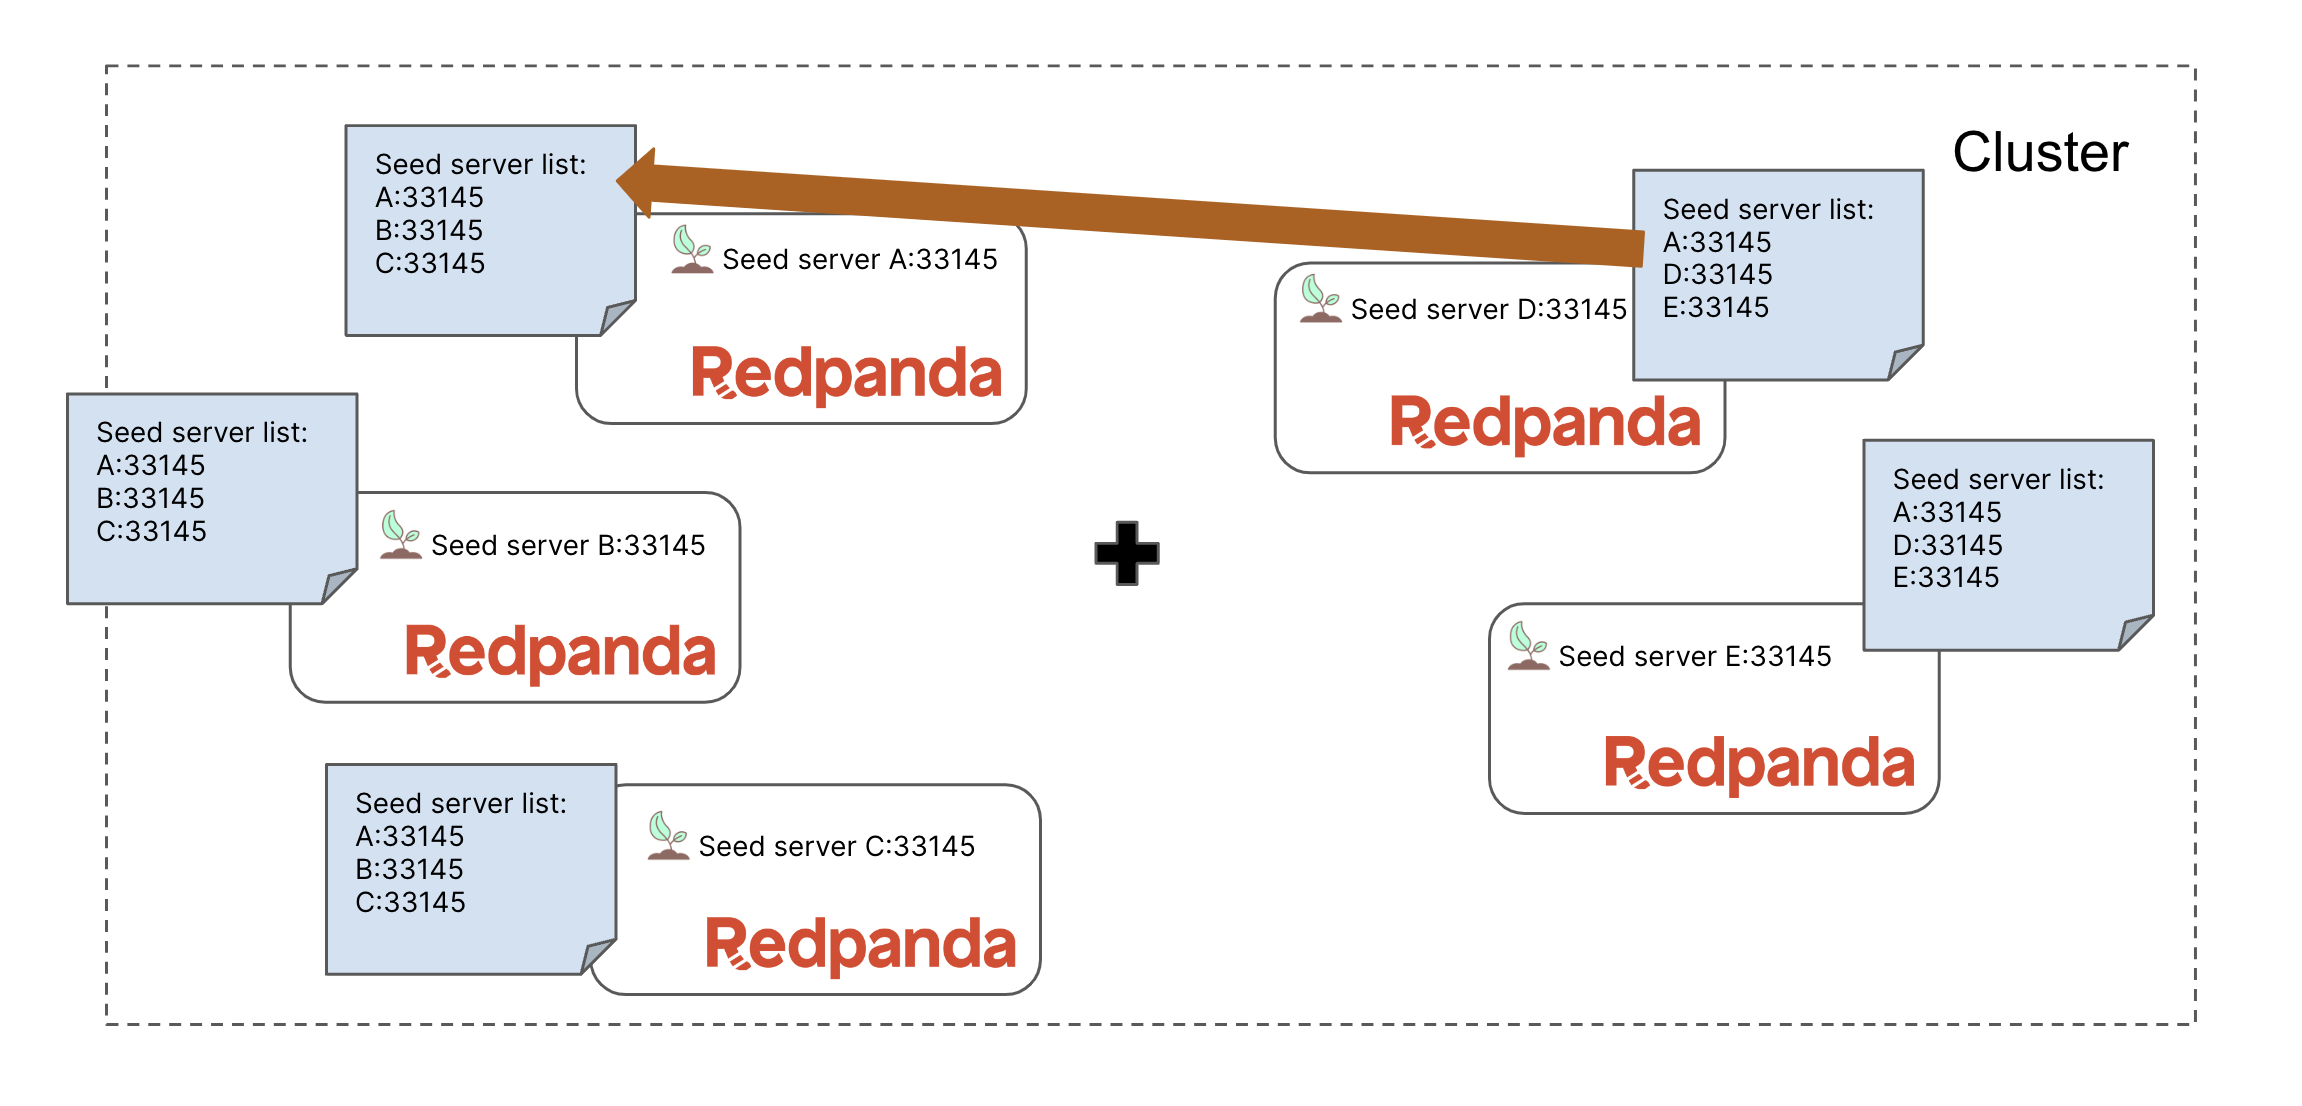 Cluster
Seed server list:
A:33145
B:33145
C:33145
Seed server A:33145
Redpanda
Seed server list:
A:33145
D:33145
E:33145
Seed server D:33145
Redpanda
Seed server list:
A:33145
B:33145
C:33145
Seed server B:33145
Redpanda
Seed server list:
A:33145
D:33145
E:33145
Seed server E:33145
Redpanda
Seed server list:
A:33145
B:33145
C:33145
Seed server C:33145
Redpanda